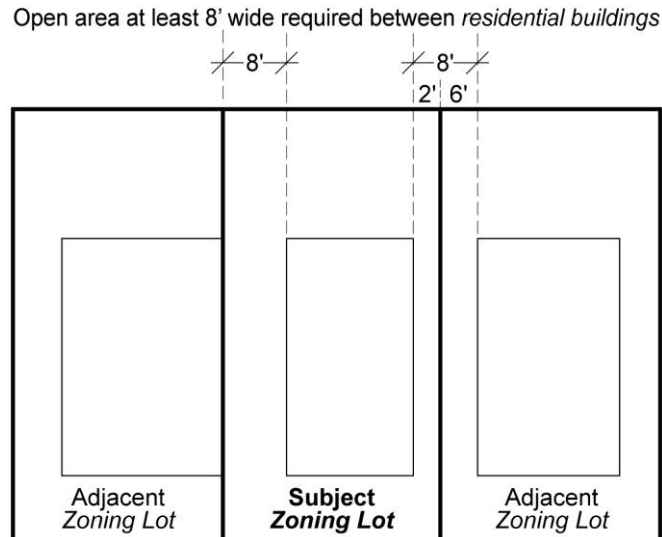 Open area at least 8’ wide required between residential buildings
8'
8'
2' 6'
Adjacent
Zoning Lot
Subject
Zoning Lot
Adjacent
Zoning Lot